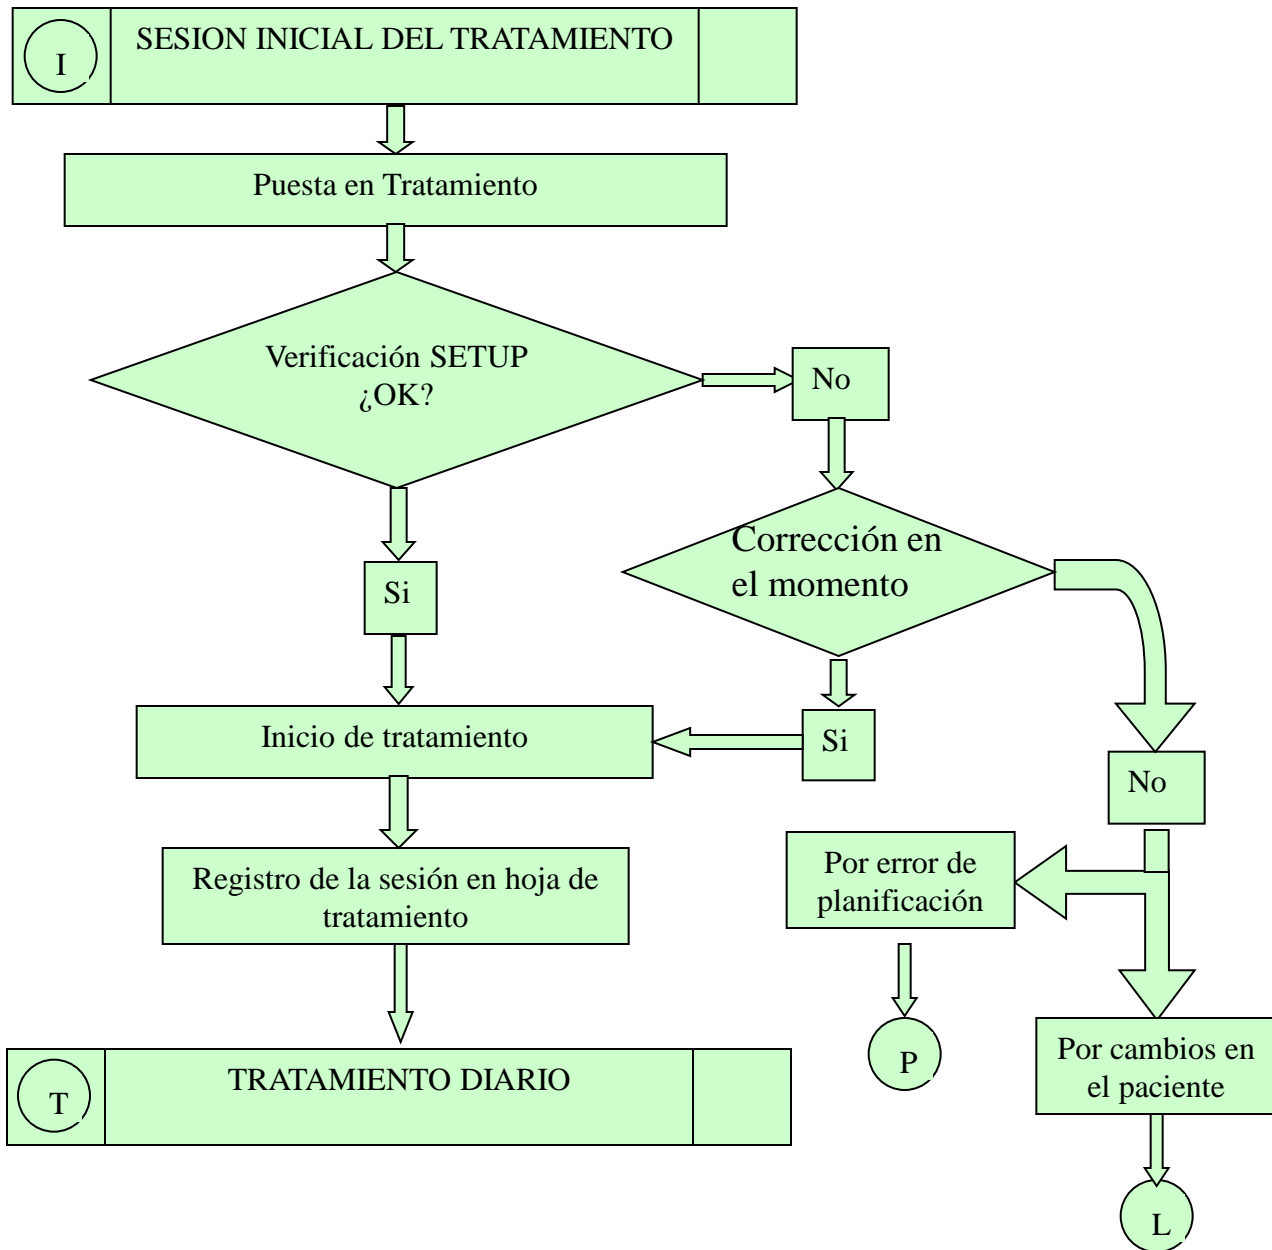 I
SESION INICIAL DEL TRATAMIENTO
Puesta en Tratamiento
Verificación SETUP
¿OK?
No
Corrección en
el momento
Si
Inicio de tratamiento
Si
No
Registro de la sesión en hoja de
tratamiento
Por error de
planificación
P
Por cambios en
el paciente
T
TRATAMIENTO DIARIO
L